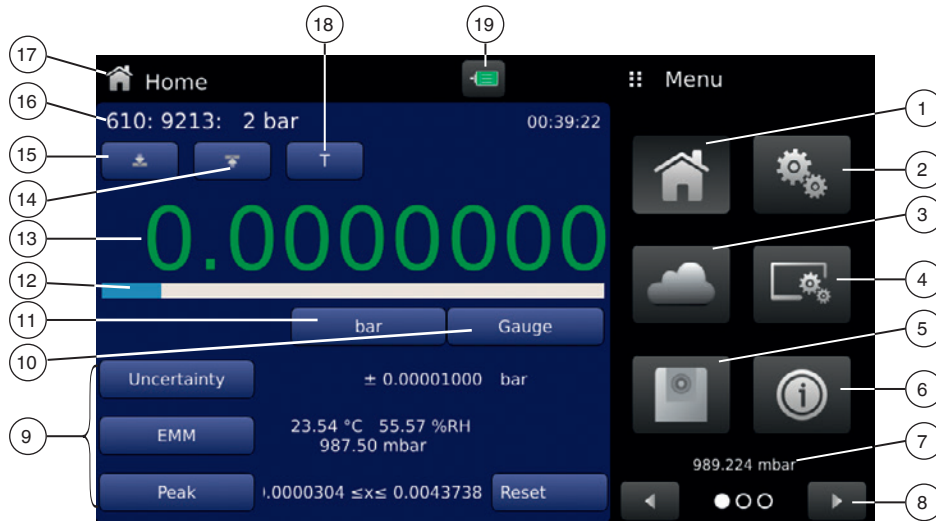 18
19
17
Home
Menu
16
610: 9213: 2 bar
00:39:22
1
15
T
2
14
3
13
0.0000000
12
4
11
bar
Gauge
5
10
Uncertainty
± 0.00001000 bar
6
9
EMM
23.54 °C 55.57 %RH
987.50 mbar
7
989.224 mbar
Peak
.0000304 ≤x≤ 0.0043738
Reset
8